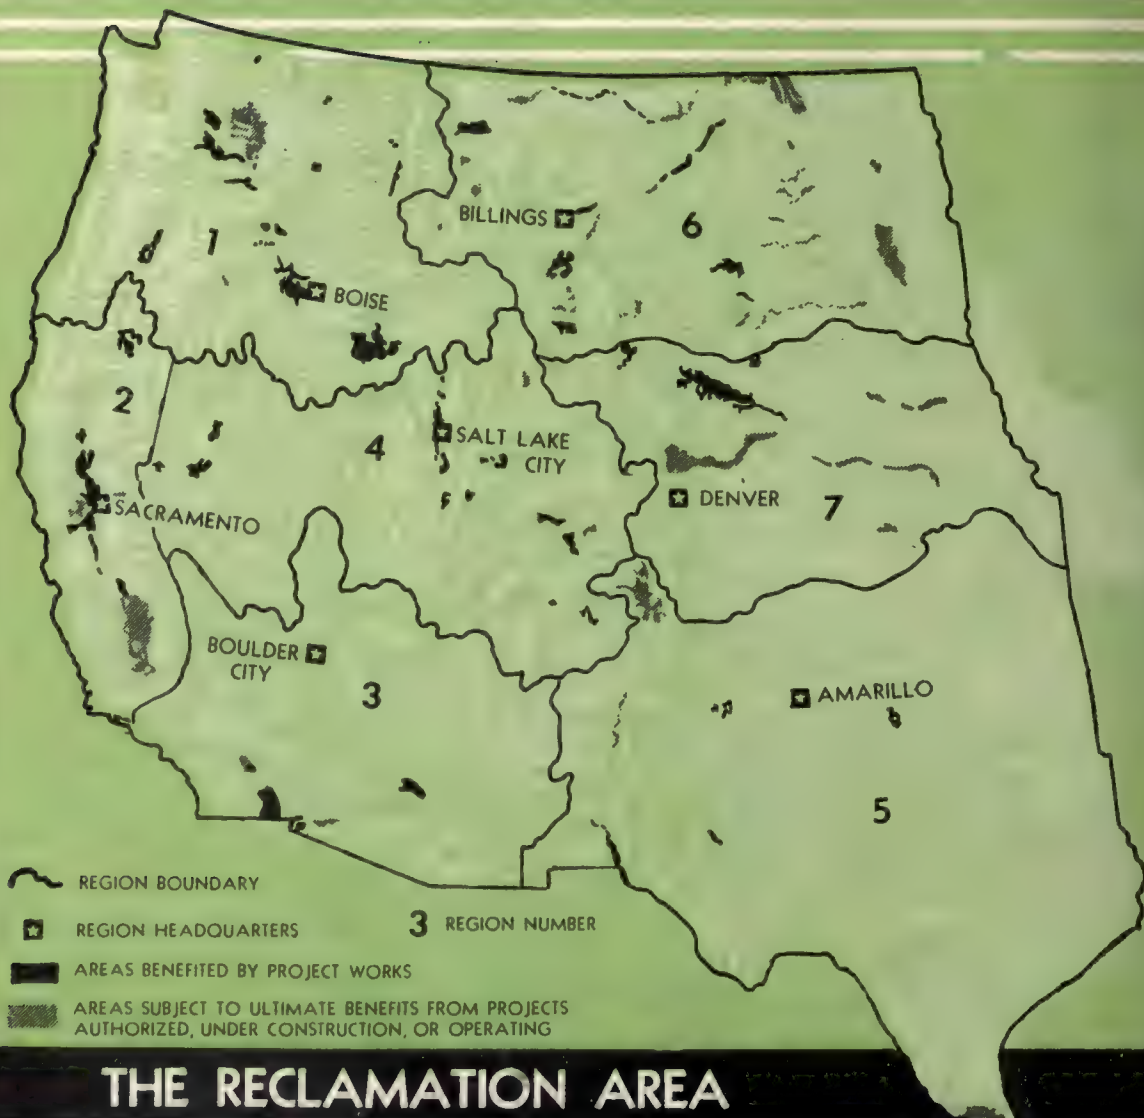 1
BILLINGS
6
BOISE
2
4
SALT LAKE
CITY
SACRAMENTO
DENVER
7
BOULDER
CITY
3
AMARILLO
5
REGION BOUNDARY
REGION HEADQUARTERS
3 REGION NUMBER
AREAS BENEFITED BY PROJECT WORKS
AREAS SUBJECT TO ULTIMATE BENEFITS FROM PROJECTS
AUTHORIZED, UNDER CONSTRUCTION, OR OPERATING
THE RECLAMATION AREA